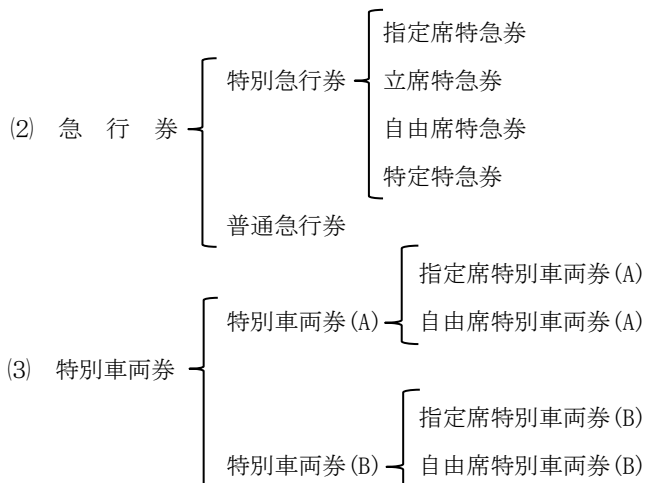 指定席特急券
特別急行券
立席特急券
⑵ 急行券
自由席特急券
特定特急券
普通急行券
指定席特別車両券(A)
特別車両券(A)
自由席特別車両券(A)
⑶ 特別車両券
指定席特別車両券(B)
特別車両券(B)
自由席特別車両券(B)